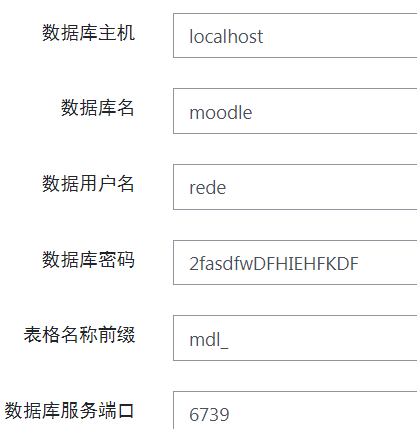 数据库主机 localhost
数据库名 moodle
数据用户名 rede
数据库密码 2fasdfwDFHIEHFKDF
表格名称前缀 mdl_
数据库服务端口 6739